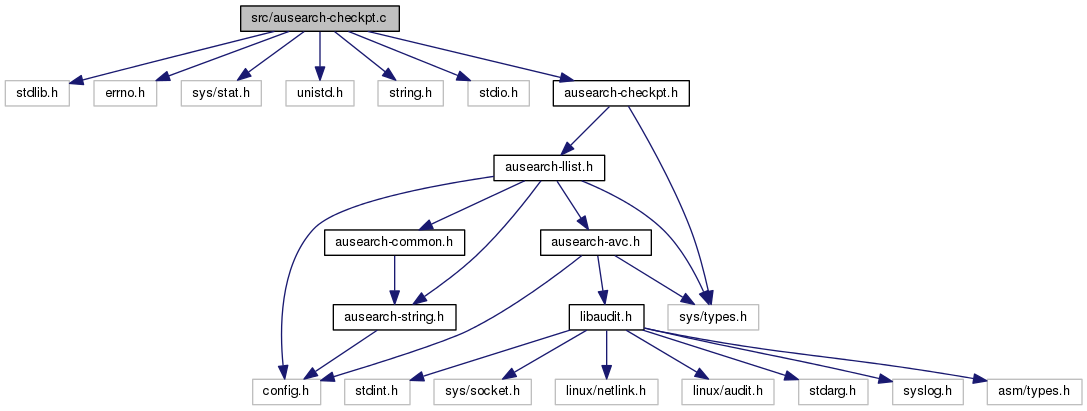 src/ausearch-checkpt.c
stdlib.h
errno.h
sys/stat.h
unistd.h
string.h
stdio.h
ausearch-checkpt.h
ausearch-llist.h
ausearch-common.h
ausearch-avc.h
ausearch-string.h
libaudit.h
sys/types.h
config.h
stdint.h
sys/socket.h
linux/netlink.h
linux/audit.h
stdarg.h
syslog.h
asm/types.h